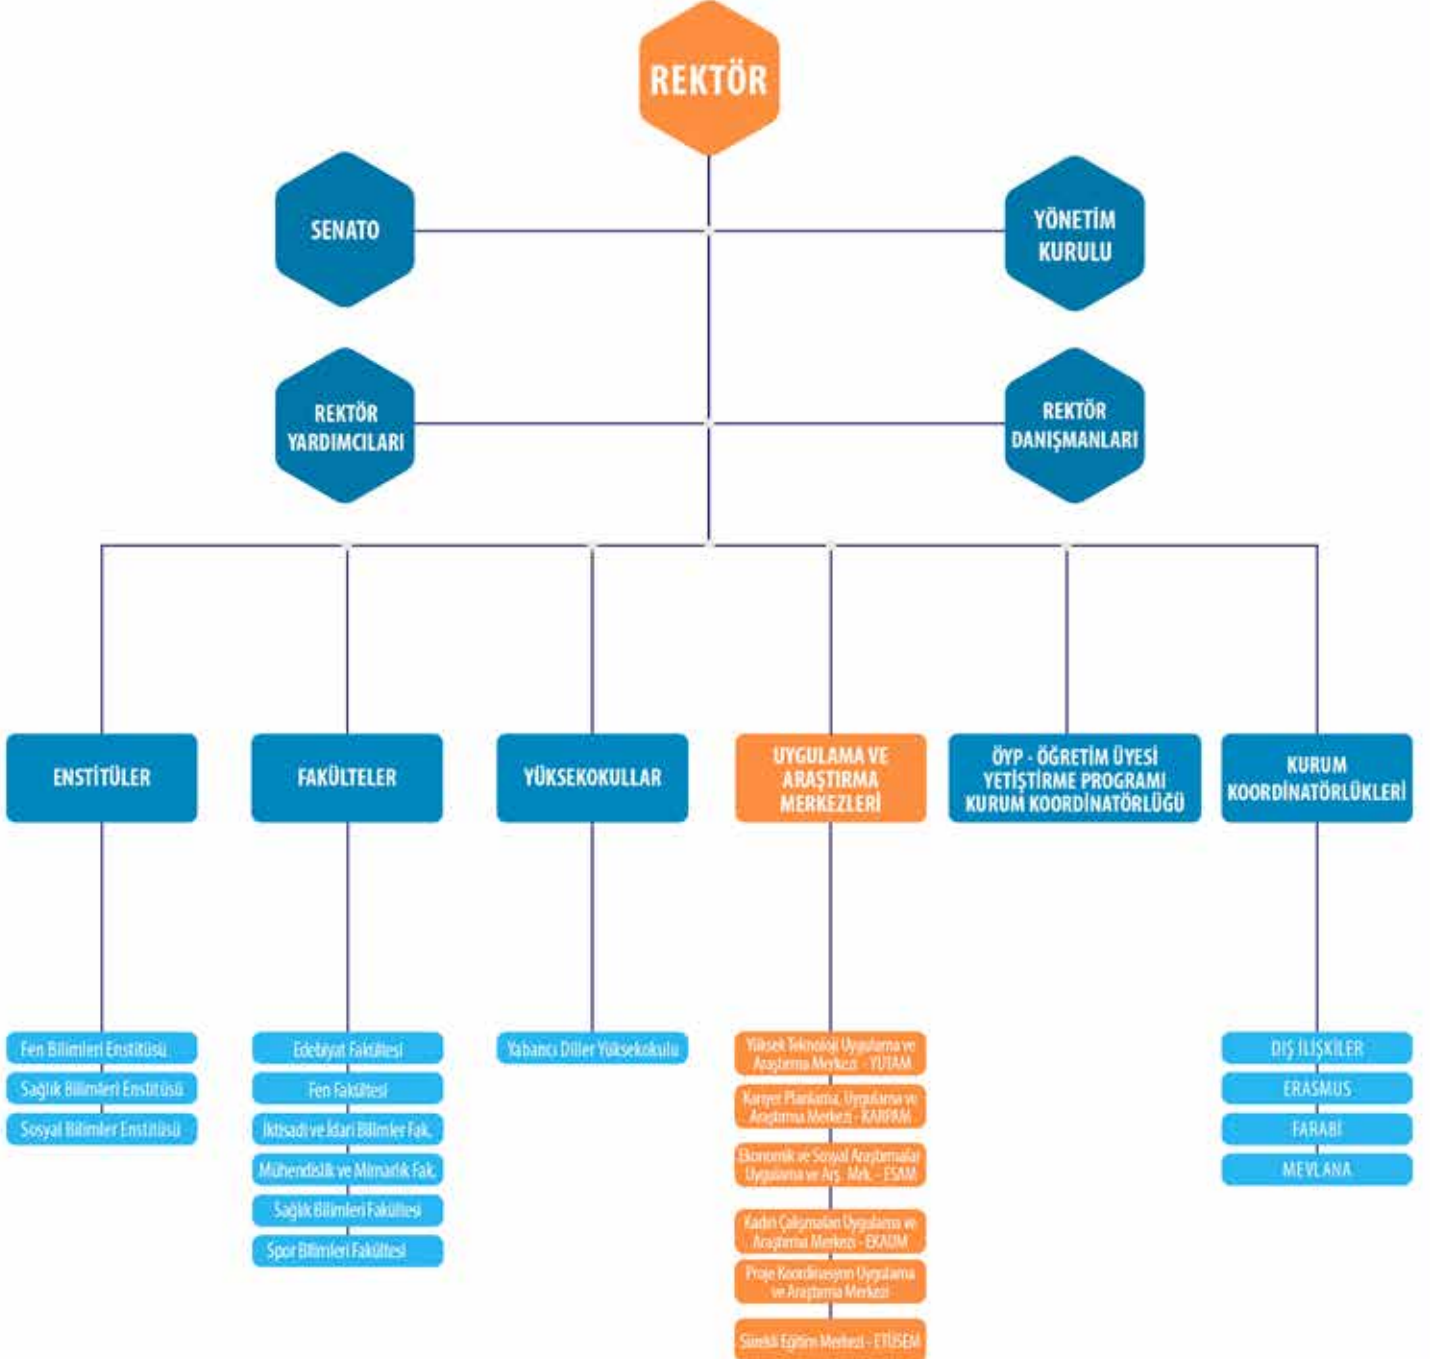 REKTÖR
SENATO
YÖNETİM
KURULU
REKTÖR
YARDIMCILARI
REKTÖR
DANIŞMANLARI
ENSTİTÜLER
FAKÜLTELER
YÜKSEKOKULLAR
UYGULAMA VE
ARAŞTIRMA
MERKEZLERİ
ÖYP - ÖĞRETİM ÜYESİ
YETİŞTİRME PROGRAMI
KURUM KOORDİNATÖRLÜĞÜ
KURUM
KOORDİNATÖRLÜKLERİ
Fen Bilimleri Enstitüsü
Sağlık Bilimleri Enstitüsü
Sosyal Bilimler Enstitüsü
Edebiyat Fakültesi
Fen Fakültesi
İktisadi ve İdari Bilimler Fak.
Mühendislik ve Mimarlık Fak.
Sağlık Bilimleri Fakültesi
Spor Bilimleri Fakültesi
Yabancı Diller Yüksekokulu
Yüksek Teknoloji Uygulama ve
Araştırma Merkezi - YUTAM
Kariyer Planlama, Uygulama ve
Araştırma Merkezi - KARPAM
Ekonomik ve Sosyal Araştırmalar
Uygulama ve Arş. Mrk. - ESAM
Kadın Çalışmaları Uygulama ve
Araştırma Merkezi - EKAUM
Proje Koordinasyon Uygulama
ve Araştırma Merkezi
Sürekli Eğitim Merkezi - ETÜSEM
DIŞ İLİŞKİLER
ERASMUS
FARABİ
MEVLANA